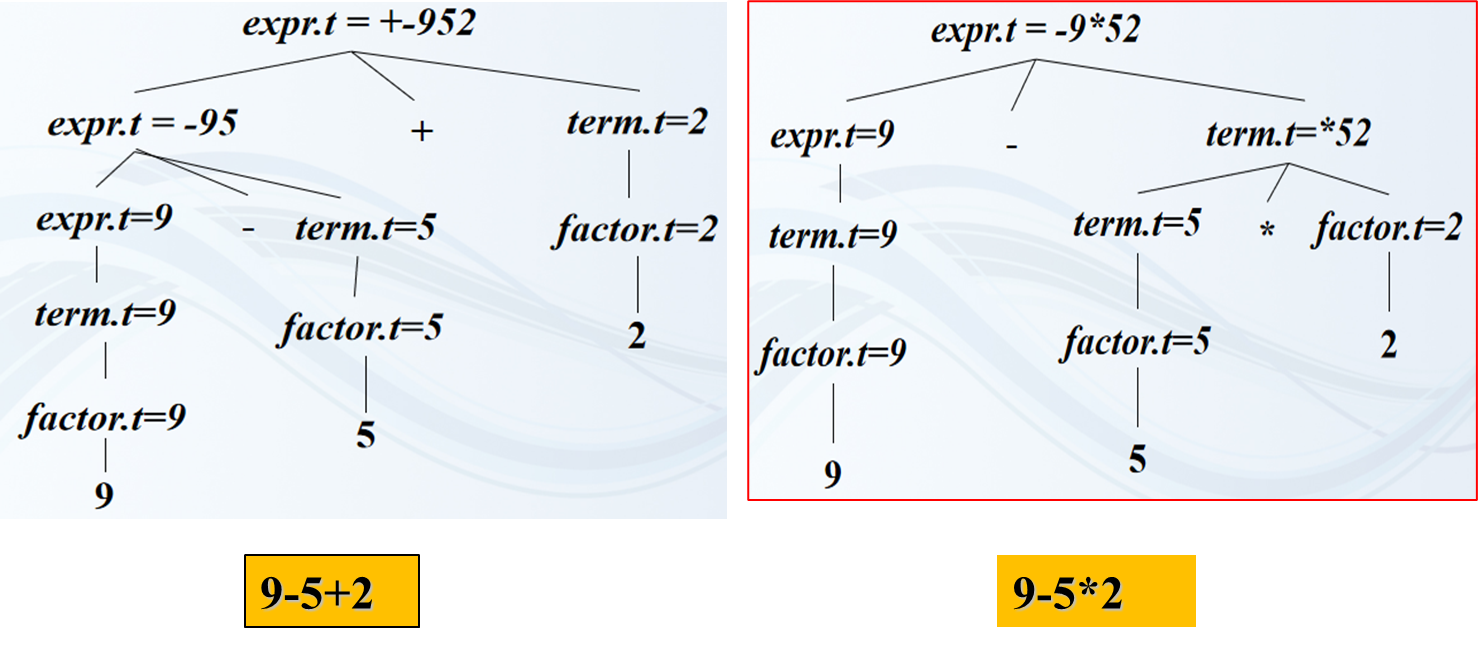 expr.t = +-952
expr.t = -95
+
term.t=2
expr.t=9
-
term.t=5
factor.t=2
term.t=9
factor.t=5
2
factor.t=9
5
9
9-5+2
expr.t = -9*52
expr.t=9
-
term.t=*52
term.t=9
term.t=5
*
factor.t=2
factor.t=9
factor.t=5
2
9
5
9-5*2